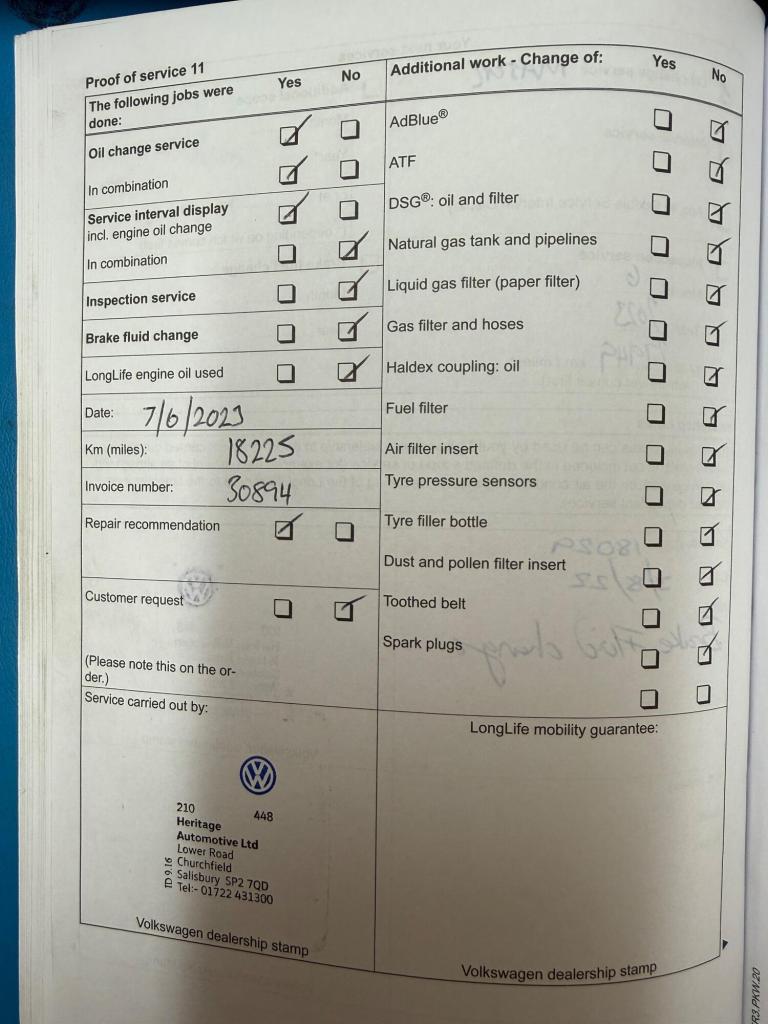 Proof of service 11
The following jobs were
done:
Yes
No
Oil change service
In combination
Service interval display
incl. engine oil change
In combination
Inspection service
Brake fluid change
LongLife engine oil used
Date: 7/6/2023
Km (miles): 18225
Invoice number: 30894
Repair recommendation
Customer request
(Please note this on the or-
der.)
Service carried out by:
210 448
Heritage
Automotive Ltd
Lower Road
Churchfield
Salisbury SP2 7QD
Tel:- 01722 431300
ID 9.16
Volkswagen dealership stamp
Additional work - Change of:
Yes
No
AdBlue®
ATF
DSG®: oil and filter
Natural gas tank and pipelines
Liquid gas filter (paper filter)
Gas filter and hoses
Haldex coupling: oil
Fuel filter
Air filter insert
Tyre pressure sensors
Tyre filler bottle
Dust and pollen filter insert
Toothed belt
Spark plugs
LongLife mobility guarantee:
Volkswagen dealership stamp